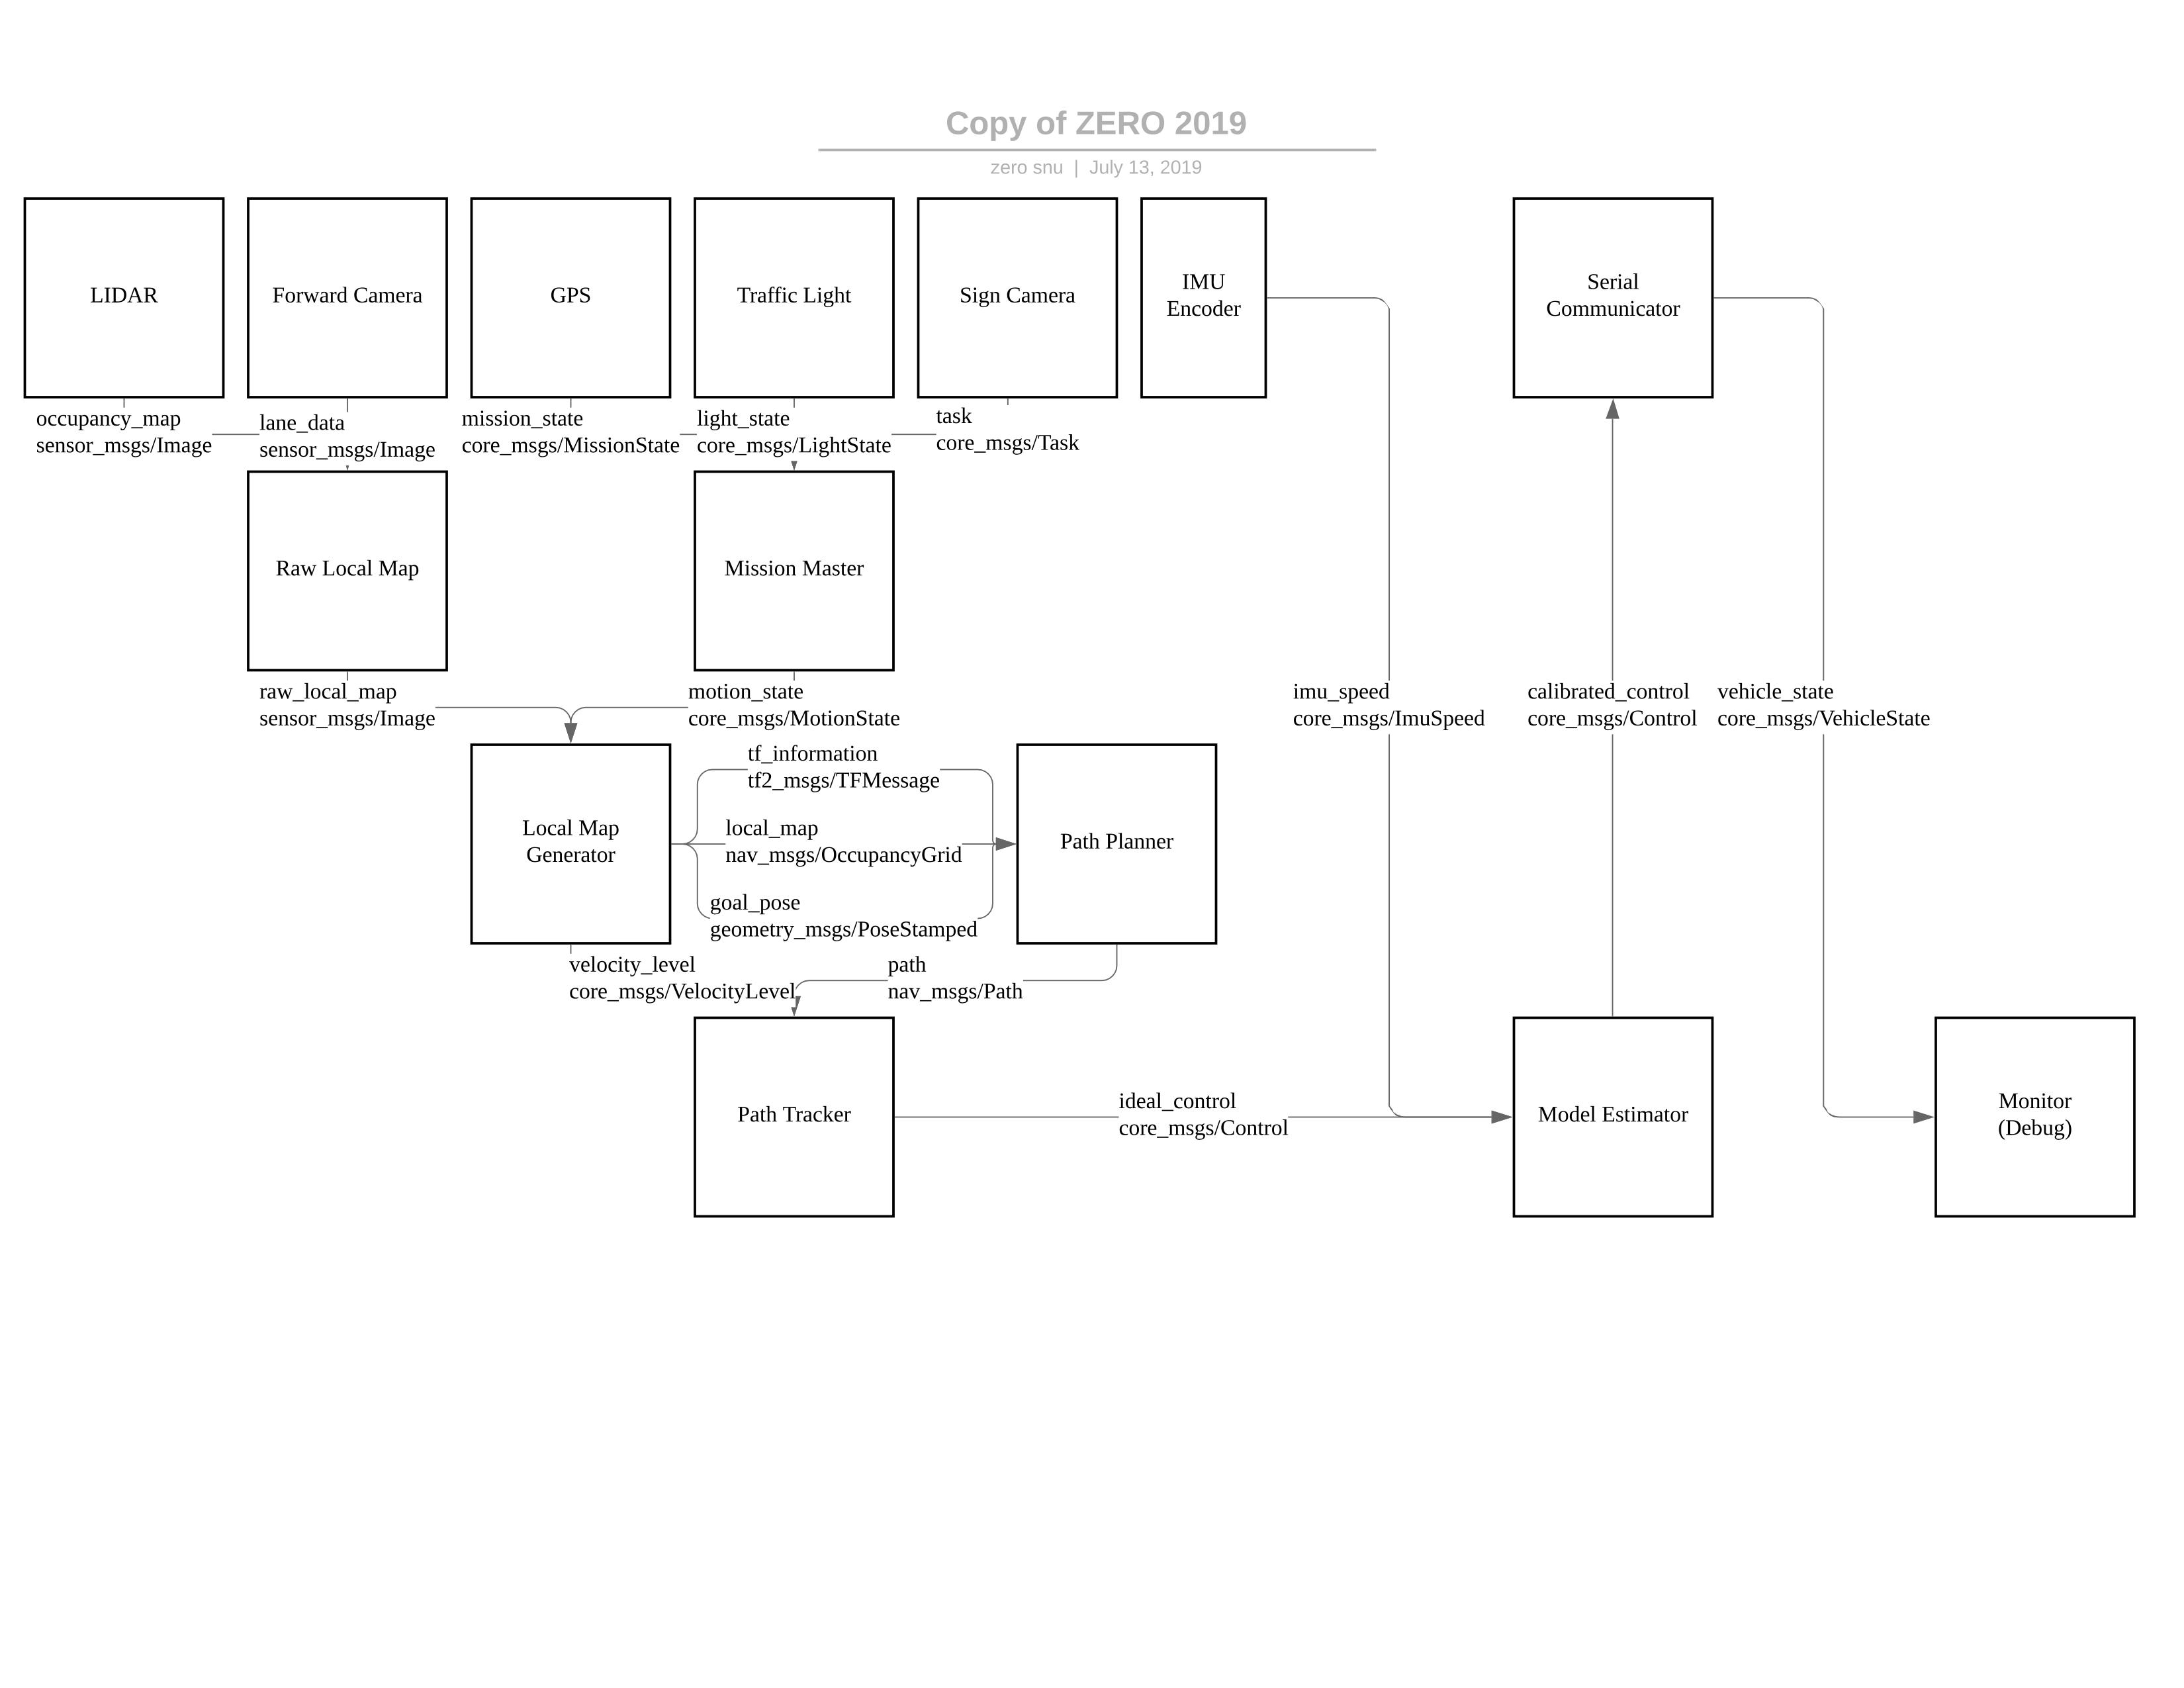 Copy of ZERO 2019
zero snu | July 13, 2019
LIDAR
Forward Camera
GPS
Traffic Light
Sign Camera
IMU
Encoder
Serial
Communicator
occupancy_map
sensor_msgs/Image
lane_data
sensor_msgs/Image
mission_state
core_msgs/MissionState
light_state
core_msgs/LightState
task
core_msgs/Task
Raw Local Map
Mission Master
raw_local_map
sensor_msgs/Image
motion_state
core_msgs/MotionState
imu_speed
core_msgs/ImuSpeed
calibrated_control
core_msgs/Control
vehicle_state
core_msgs/VehicleState
Local Map
Generator
tf_information
tf2_msgs/TFMessage
local_map
nav_msgs/OccupancyGrid
goal_pose
geometry_msgs/PoseStamped
Path Planner
velocity_level
core_msgs/VelocityLevel
path
nav_msgs/Path
Path Tracker
ideal_control
core_msgs/Control
Model Estimator
Monitor
(Debug)